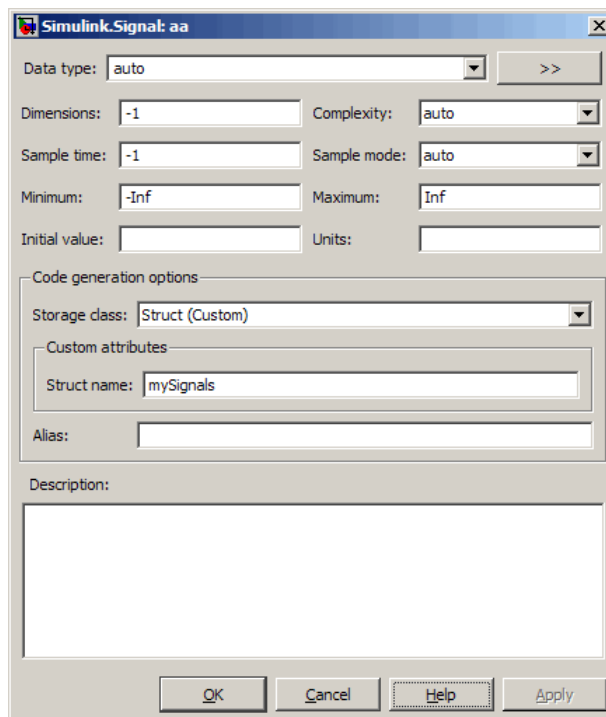 Simulink.Signal: aa
Data type: auto >>
Dimensions: -1 Complexity: auto
Sample time: -1 Sample mode: auto
Minimum: -Inf Maximum: Inf
Initial value: Units:
Code generation options
Storage class: Struct (Custom)
Custom attributes
Struct name: mySignals
Alias:
Description:
OK Cancel Help Apply